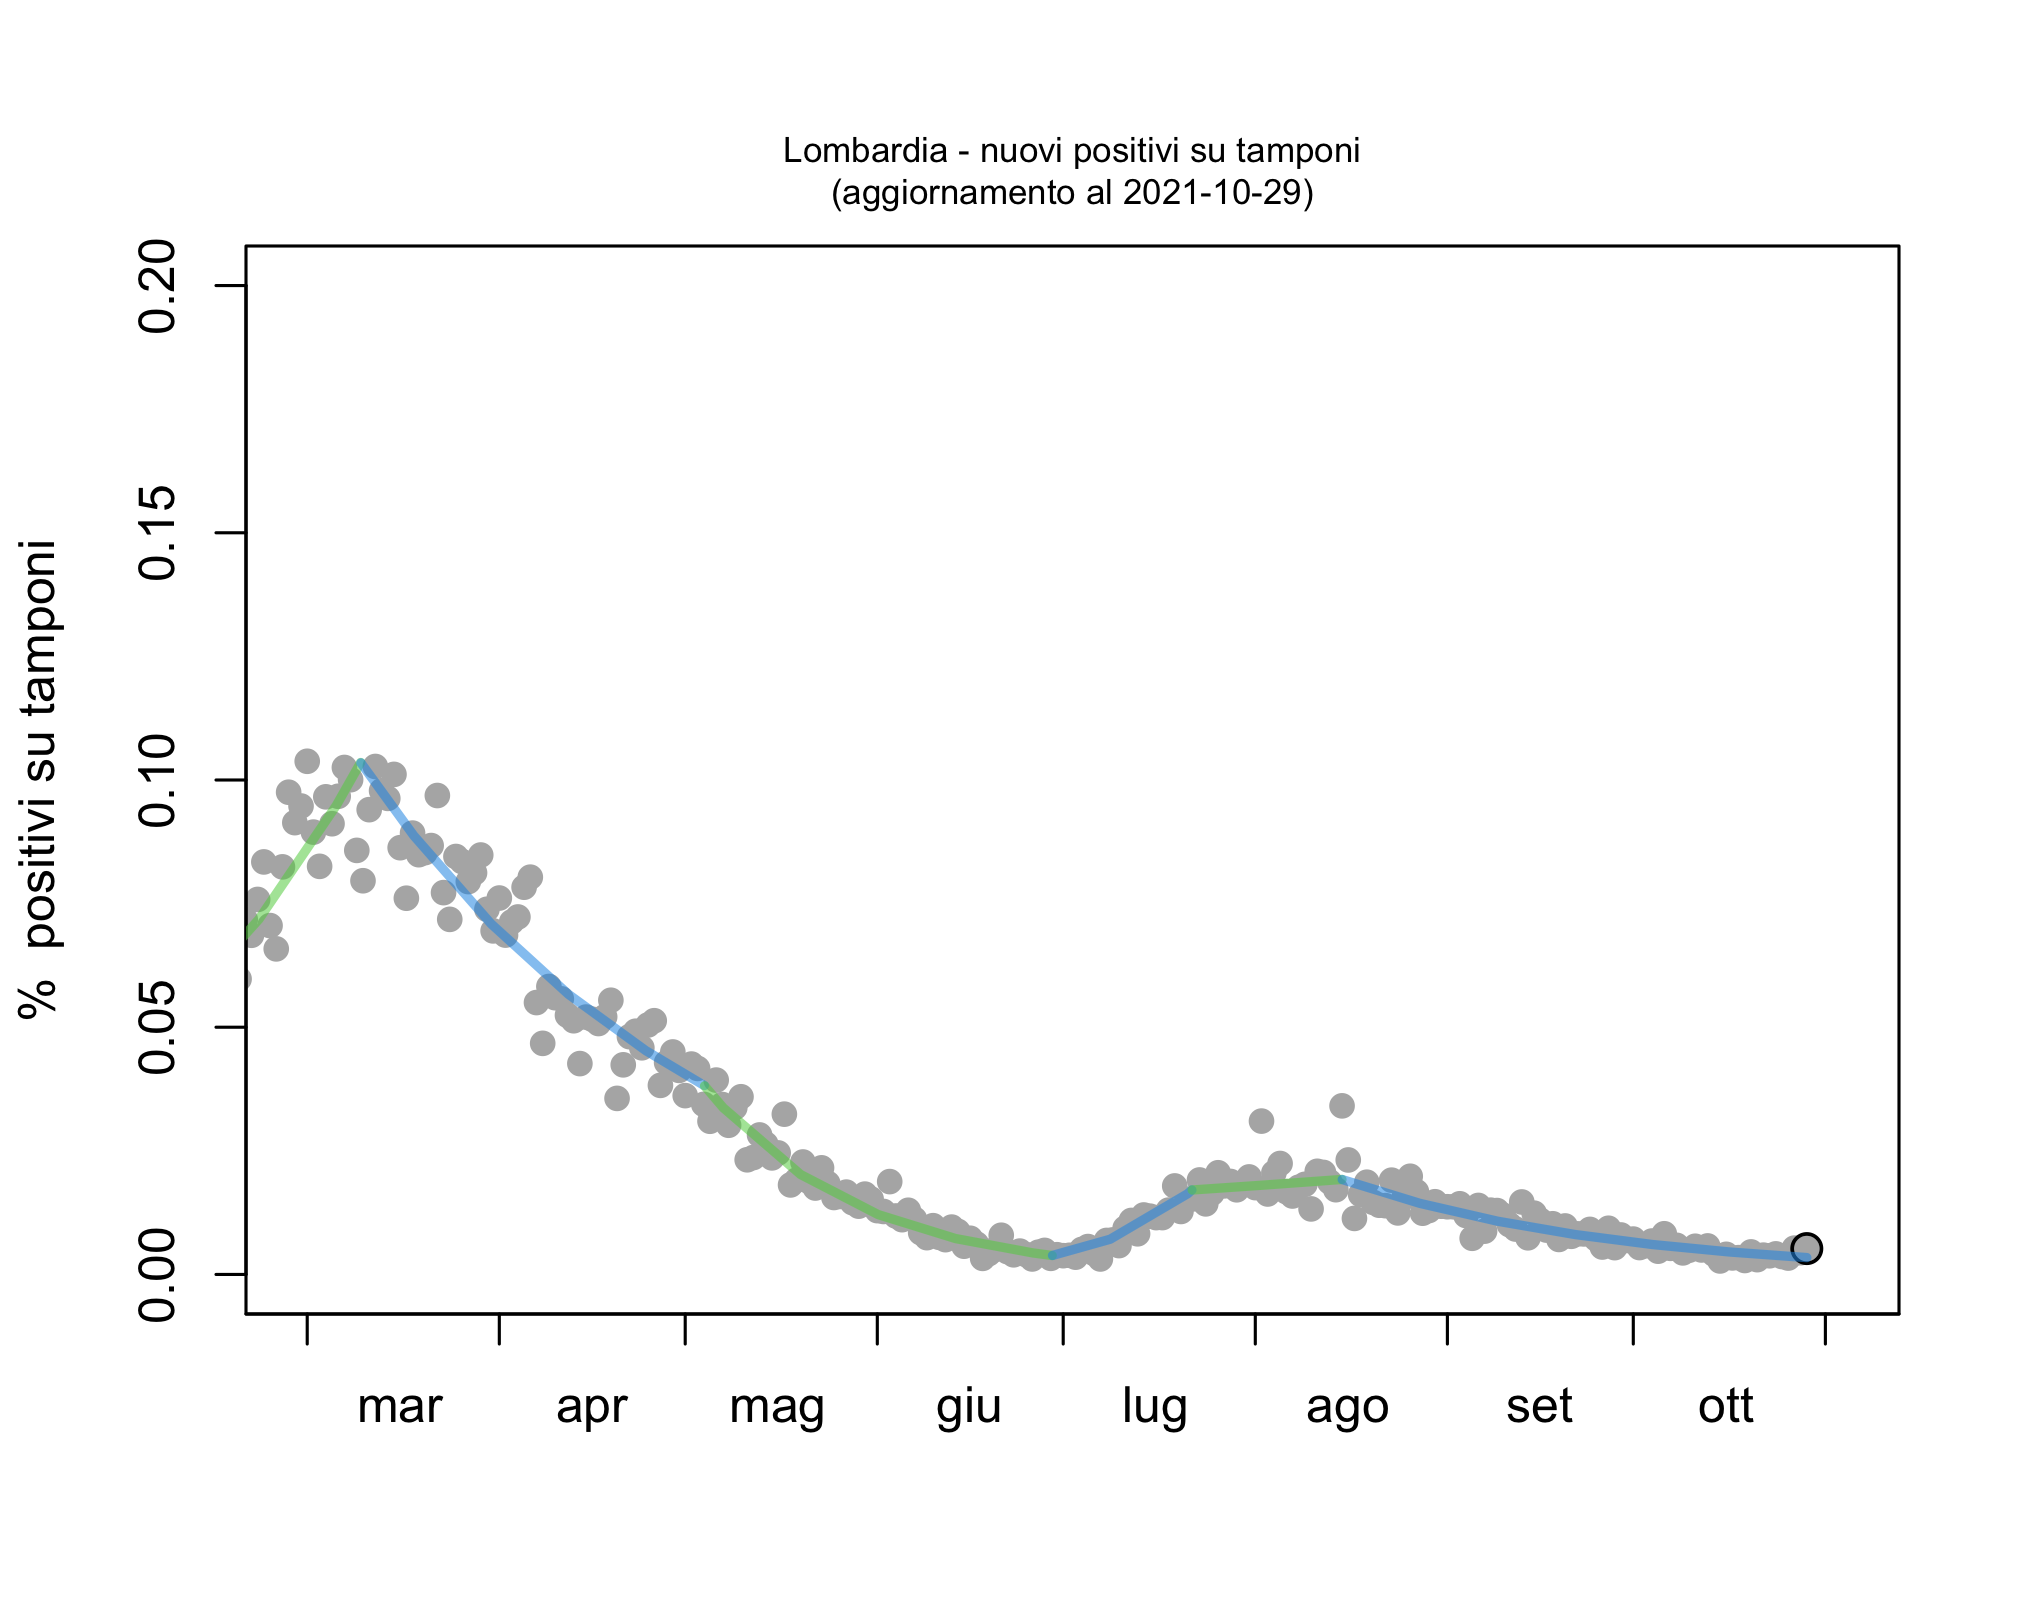 Lombardia - nuovi positivi su tamponi
(aggiornamento al 2021-10-29)
% positivi su tamponi
0.20
0.15
0.10
0.05
0.00
mar apr mag giu lug ago set ott